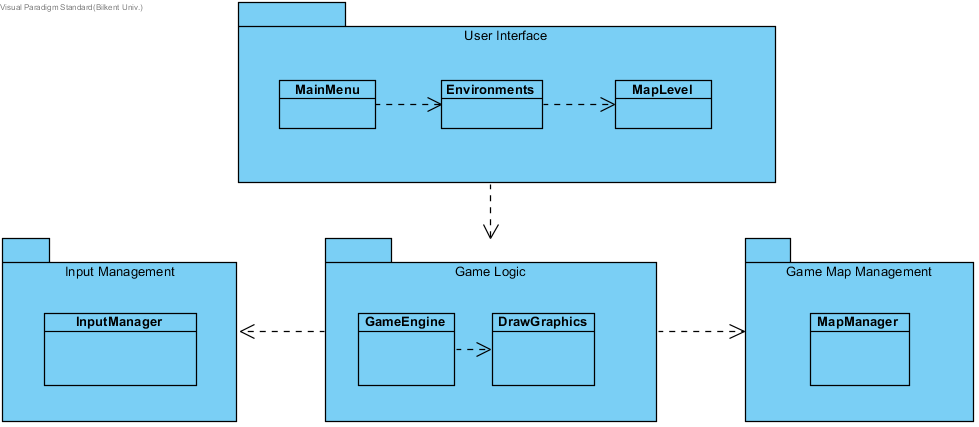 Visual Paradigm Standard(Bilkent Univ.)
User Interface
MainMenu
Environments
MapLevel
Input Management
Game Logic
Game Map Management
InputManager
GameEngine
DrawGraphics
MapManager